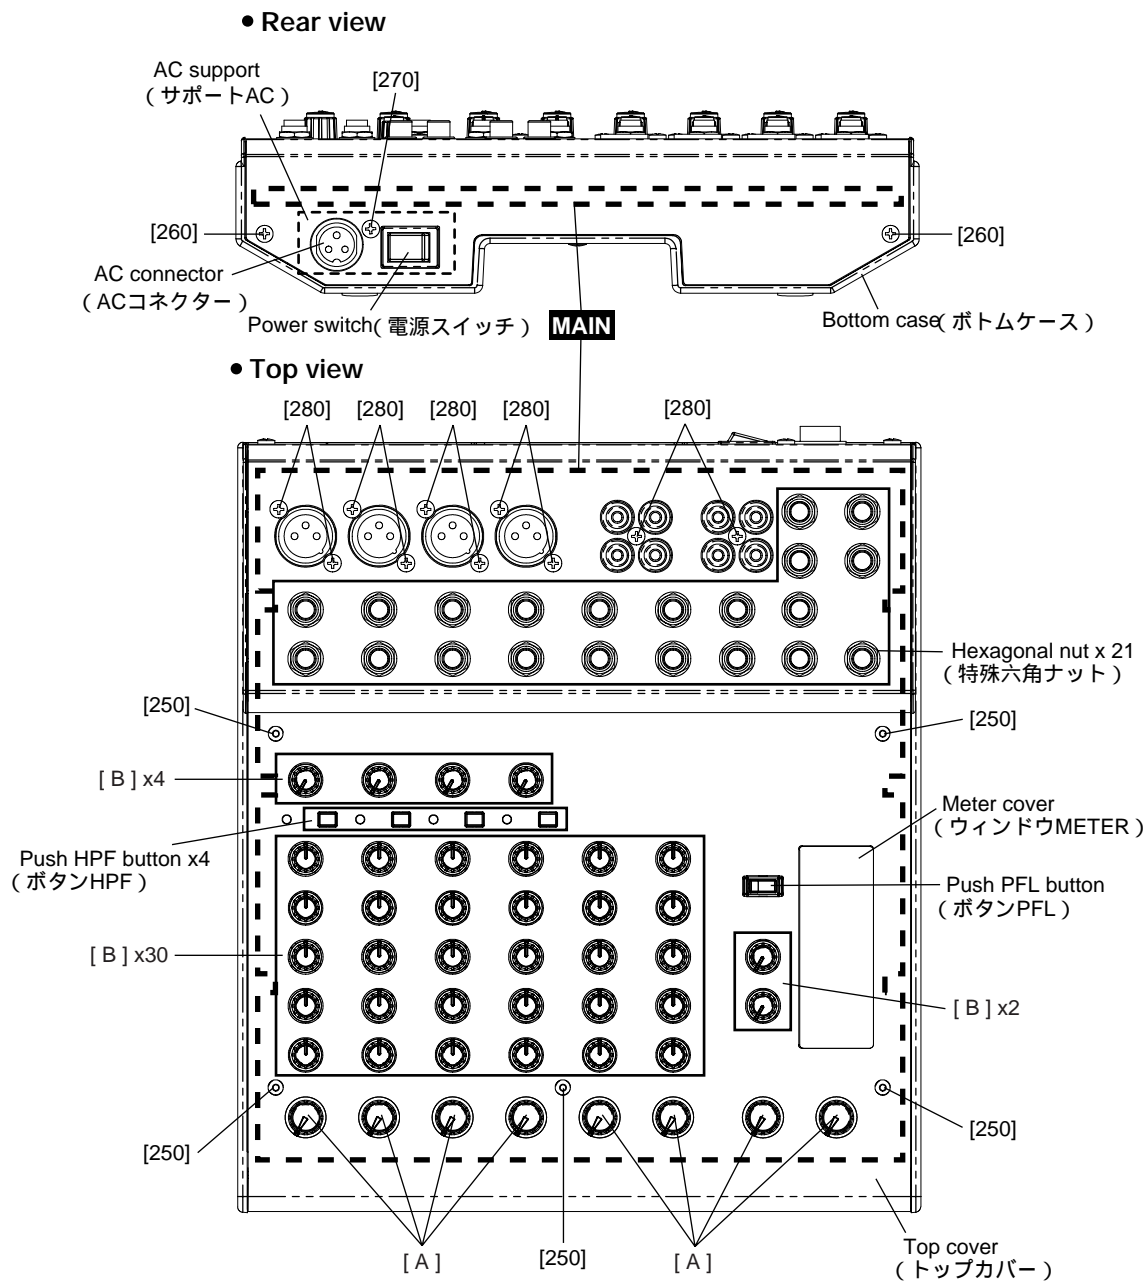 ● Rear view
AC support
（サポートAC）
[270]
[260]
[260]
AC connector
（ACコネクター）
Power switch（電源スイッチ）
MAIN
Bottom case（ボトムケース）
● Top view
[280]
[280]
[280]
[280]
[280]
Hexagonal nut x 21
（特殊六角ナット）
[250]
[250]
[ B ] x4
Meter cover
（ウィンドウMETER）
Push HPF button x4
（ボタンHPF）
Push PFL button
（ボタンPFL）
[ B ] x30
[ B ] x2
[250]
[250]
[ A ]
[250]
[ A ]
Top cover
（トップカバー）